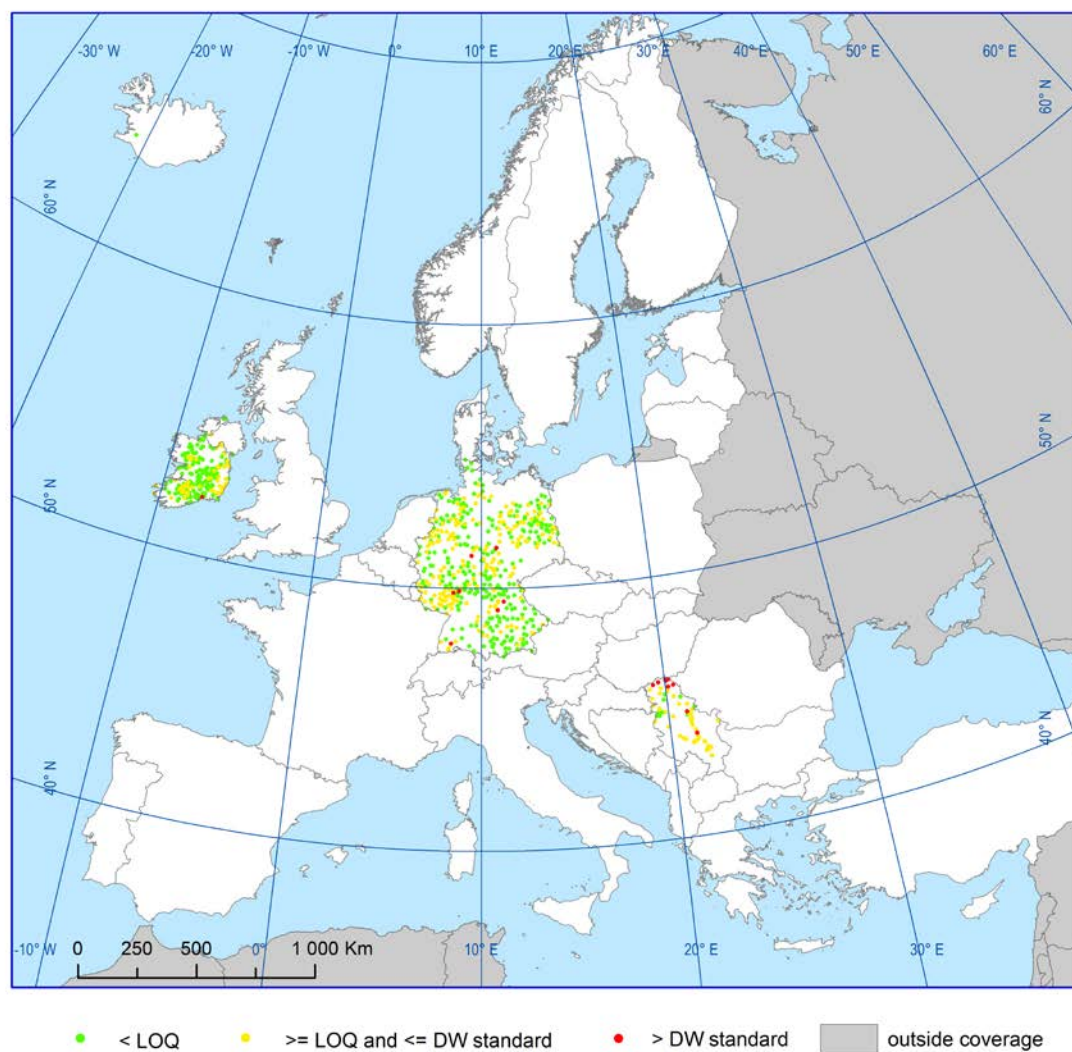 -30° W -20° W -10° W 0° 10° E 20° E 30° E 40° E 50° E 60° E
60° N
60° N
50° N
50° N
40° N
40° N
-10° W 0° 10° E 20° E 30° E
0 250 500 1 000 Km
< LOQ >= LOQ and <= DW standard > DW standard outside coverage